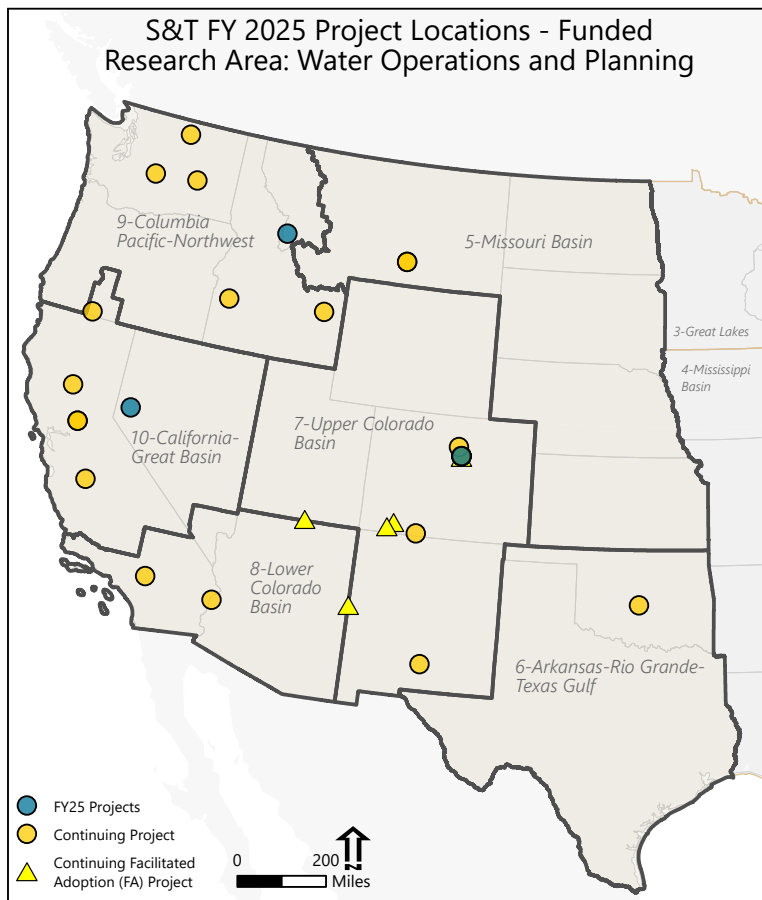 S&T FY 2025 Project Locations - Funded
Research Area: Water Operations and Planning
9-Columbia
Pacific-Northwest
5-Missouri Basin
3-Great Lakes
4-Mississippi
Basin
7-Upper Colorado
Basin
10-California-
Great Basin
8-Lower
Colorado
Basin
6-Arkansas-Rio Grande-
Texas Gulf
FY25 Projects
Continuing Project
Continuing Facilitated
Adoption (FA) Project
0 200
Miles
N